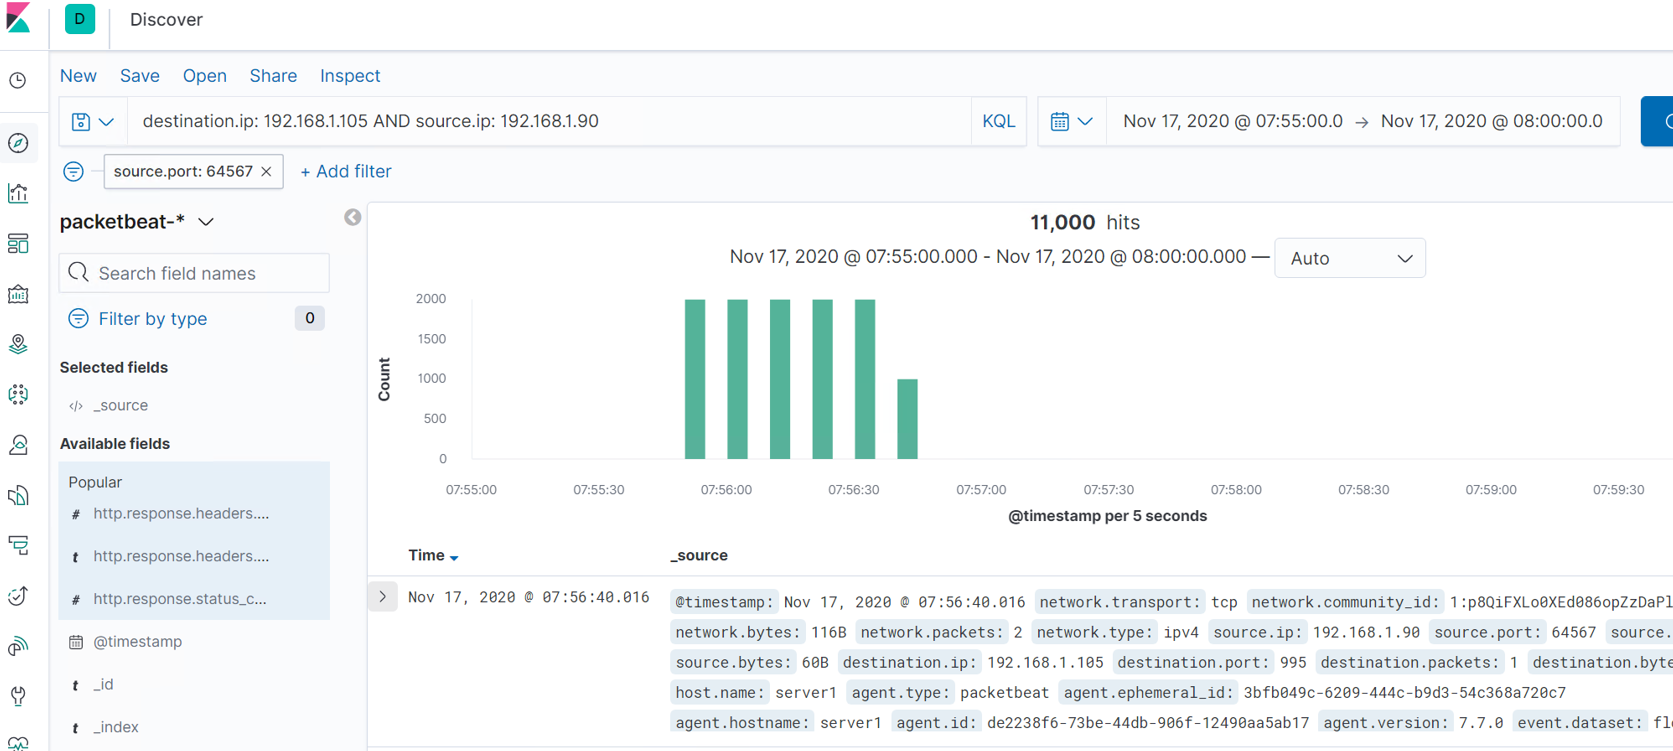 D Discover
New Save Open Share Inspect
destination.ip: 192.168.1.105 AND source.ip: 192.168.1.90 KQL Nov 17, 2020 @ 07:55:00.0 → Nov 17, 2020 @ 08:00:00.0
source.port: 64567 × + Add filter
packetbeat-*
Search field names
Filter by type 0
Selected fields
</> _source
Available fields
Popular
# http.response.headers....
t http.response.headers....
# http.response.status_c...
@timestamp
t _id
t _index
11,000 hits
Nov 17, 2020 @ 07:55:00.000 - Nov 17, 2020 @ 08:00:00.000 — Auto
2000
1500
1000
500
0
Count
07:55:00 07:55:30 07:56:00 07:56:30 07:57:00 07:57:30 07:58:00 07:58:30 07:59:00 07:59:30
@timestamp per 5 seconds
Time _source
Nov 17, 2020 @ 07:56:40.016 @timestamp: Nov 17, 2020 @ 07:56:40.016 network.transport: tcp network.community_id: 1:p8QiFXLo0XEd086opZzDaPl
network.bytes: 116B network.packets: 2 network.type: ipv4 source.ip: 192.168.1.90 source.port: 64567 source.
source.bytes: 60B destination.ip: 192.168.1.105 destination.port: 995 destination.packets: 1 destination.byte
host.name: server1 agent.type: packetbeat agent.ephemeral_id: 3bfb049c-6209-444c-b9d3-54c368a720c7
agent.hostname: server1 agent.id: de2238f6-73be-44db-906f-12490aa5ab17 agent.version: 7.7.0 event.dataset: fl